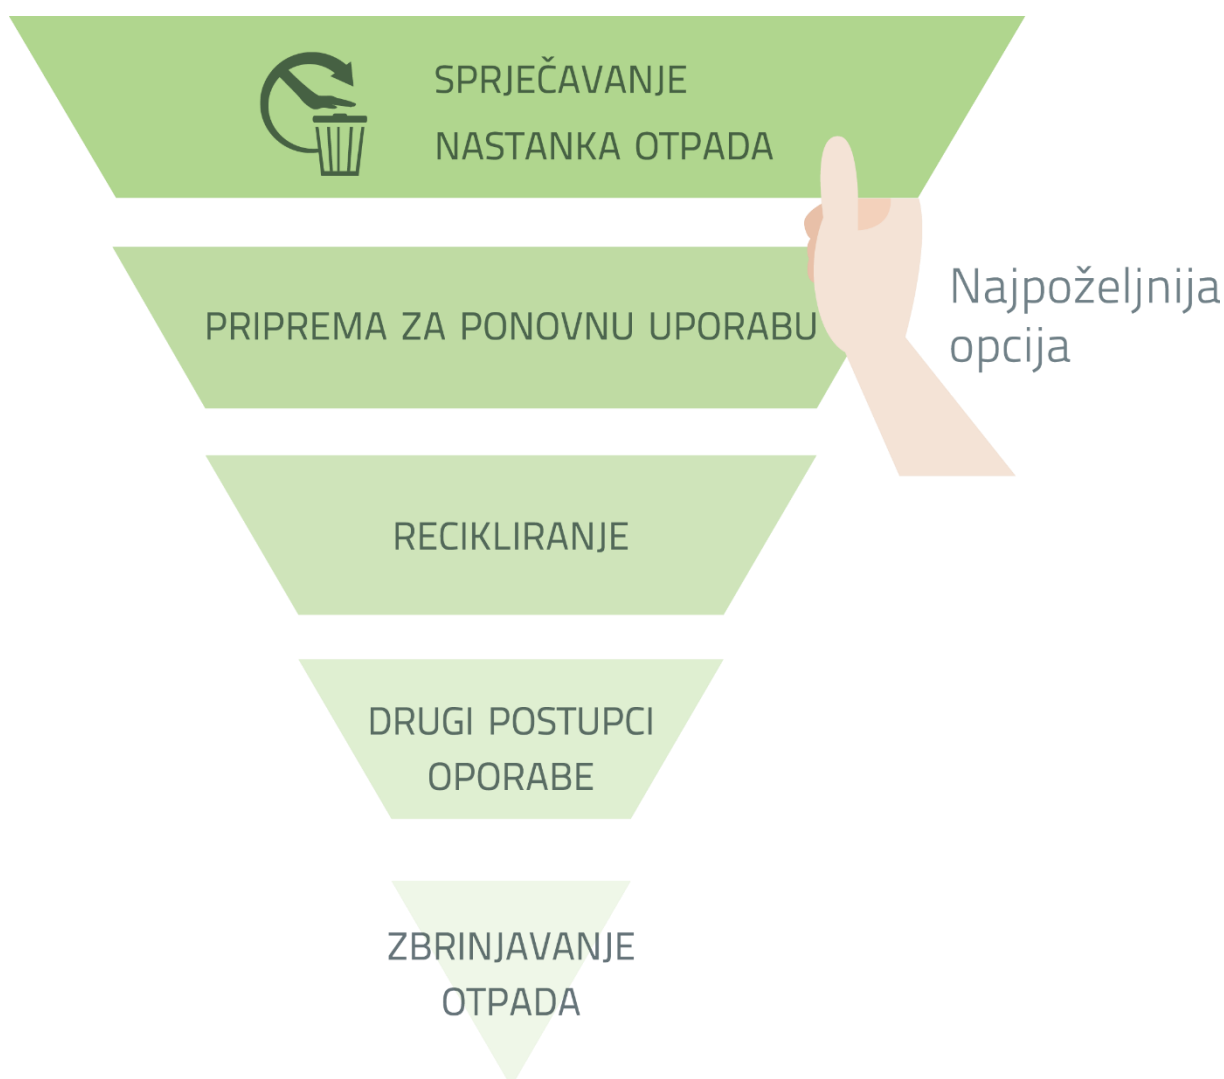 SPRJEČAVANJE
NASTANKA OTPADA
PRIPREMA ZA PONOVNU UPORABU
Najpoželjnija
opcija
RECIKLIRANJE
DRUGI POSTUPCI
OPORABE
ZBRINJAVANJE
OTPADA